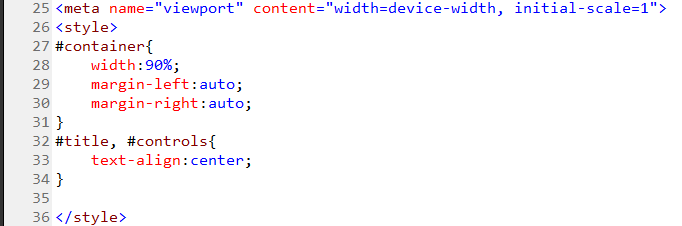 25 <meta name="viewport" content="width=device-width, initial-scale=1">
26 <style>
27 #container{
28     width:90%;
29     margin-left:auto;
30     margin-right:auto;
31 }
32 #title, #controls{
33     text-align:center;
34 }
35
36 </style>